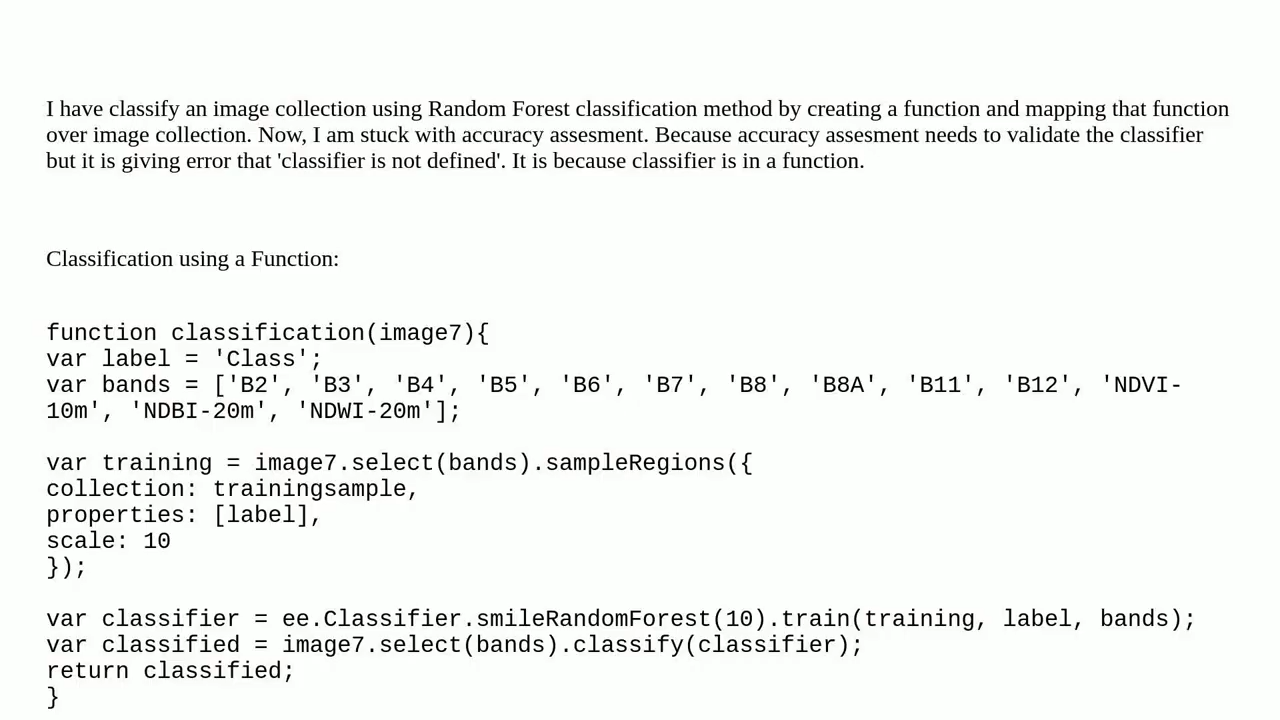 I have classify an image collection using Random Forest classification method by creating a function and mapping that function
over image collection. Now, I am stuck with accuracy assesment. Because accuracy assesment needs to validate the classifier
but it is giving error that 'classifier is not defined'. It is because classifier is in a function.
Classification using a Function:
function classification(image7){
var label = 'Class';
var bands = ['B2', 'B3', 'B4', 'B5', 'B6', 'B7', 'B8', 'B8A', 'B11', 'B12', 'NDVI-
10m', 'NDBI-20m', 'NDWI-20m'];
var training = image7.select(bands).sampleRegions({
collection: trainingsample,
properties: [label],
scale: 10
});
var classifier = ee.Classifier.smileRandomForest(10).train(training, label, bands);
var classified = image7.select(bands).classify(classifier);
return classified;
}